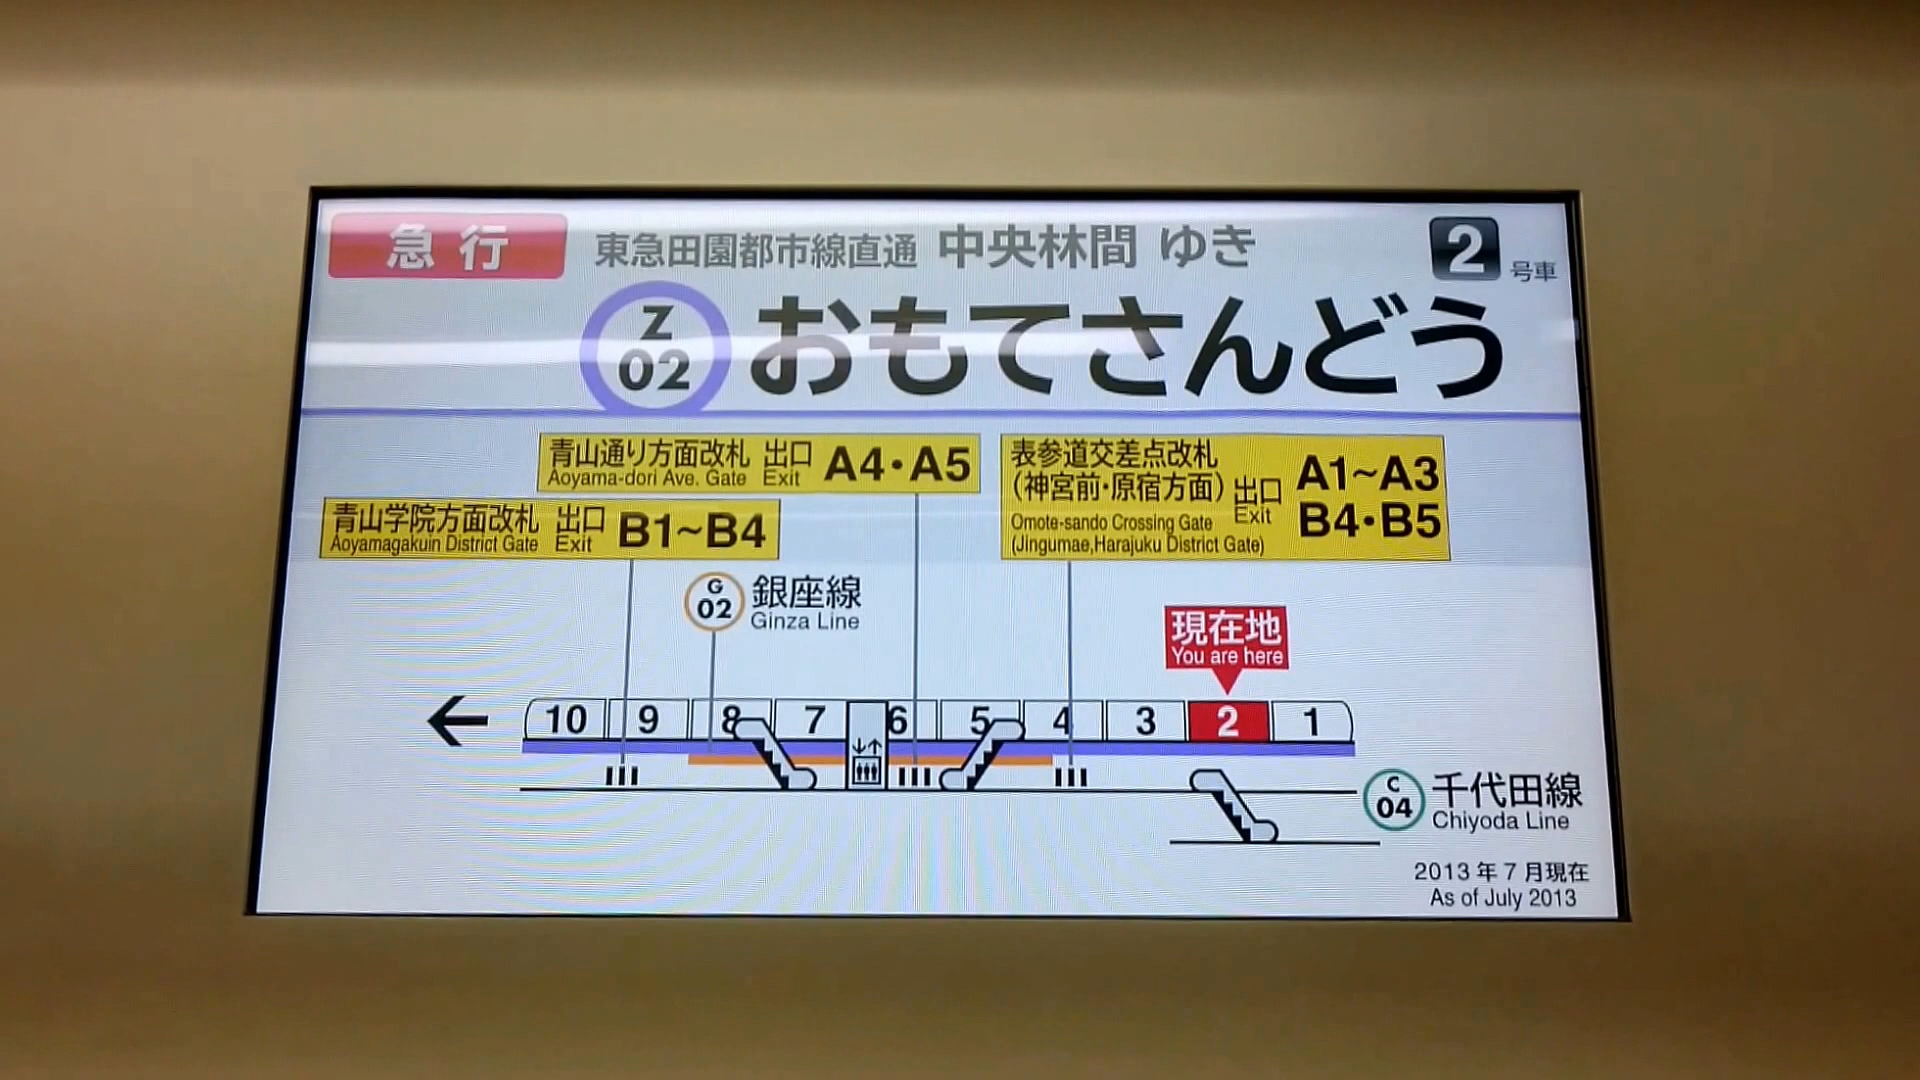 急行 東急田園都市線直通 中央林間 ゆき 2 号車
Z 02 おもてさんどう
青山通り方面改札 出口 A4・A5
Aoyama-dori Ave. Gate Exit
表参道交差点改札
(神宮前・原宿方面) 出口 A1~A3
Omote-sando Crossing Gate Exit B4・B5
(Jingumae,Harajuku District Gate)
青山学院方面改札 出口 B1~B4
Aoyamagakuin District Gate Exit
G 02 銀座線
Ginza Line
現在地
You are here
← 10 9 8 7 6 5 4 3 2 1
C 04 千代田線
Chiyoda Line
2013年7月現在
As of July 2013